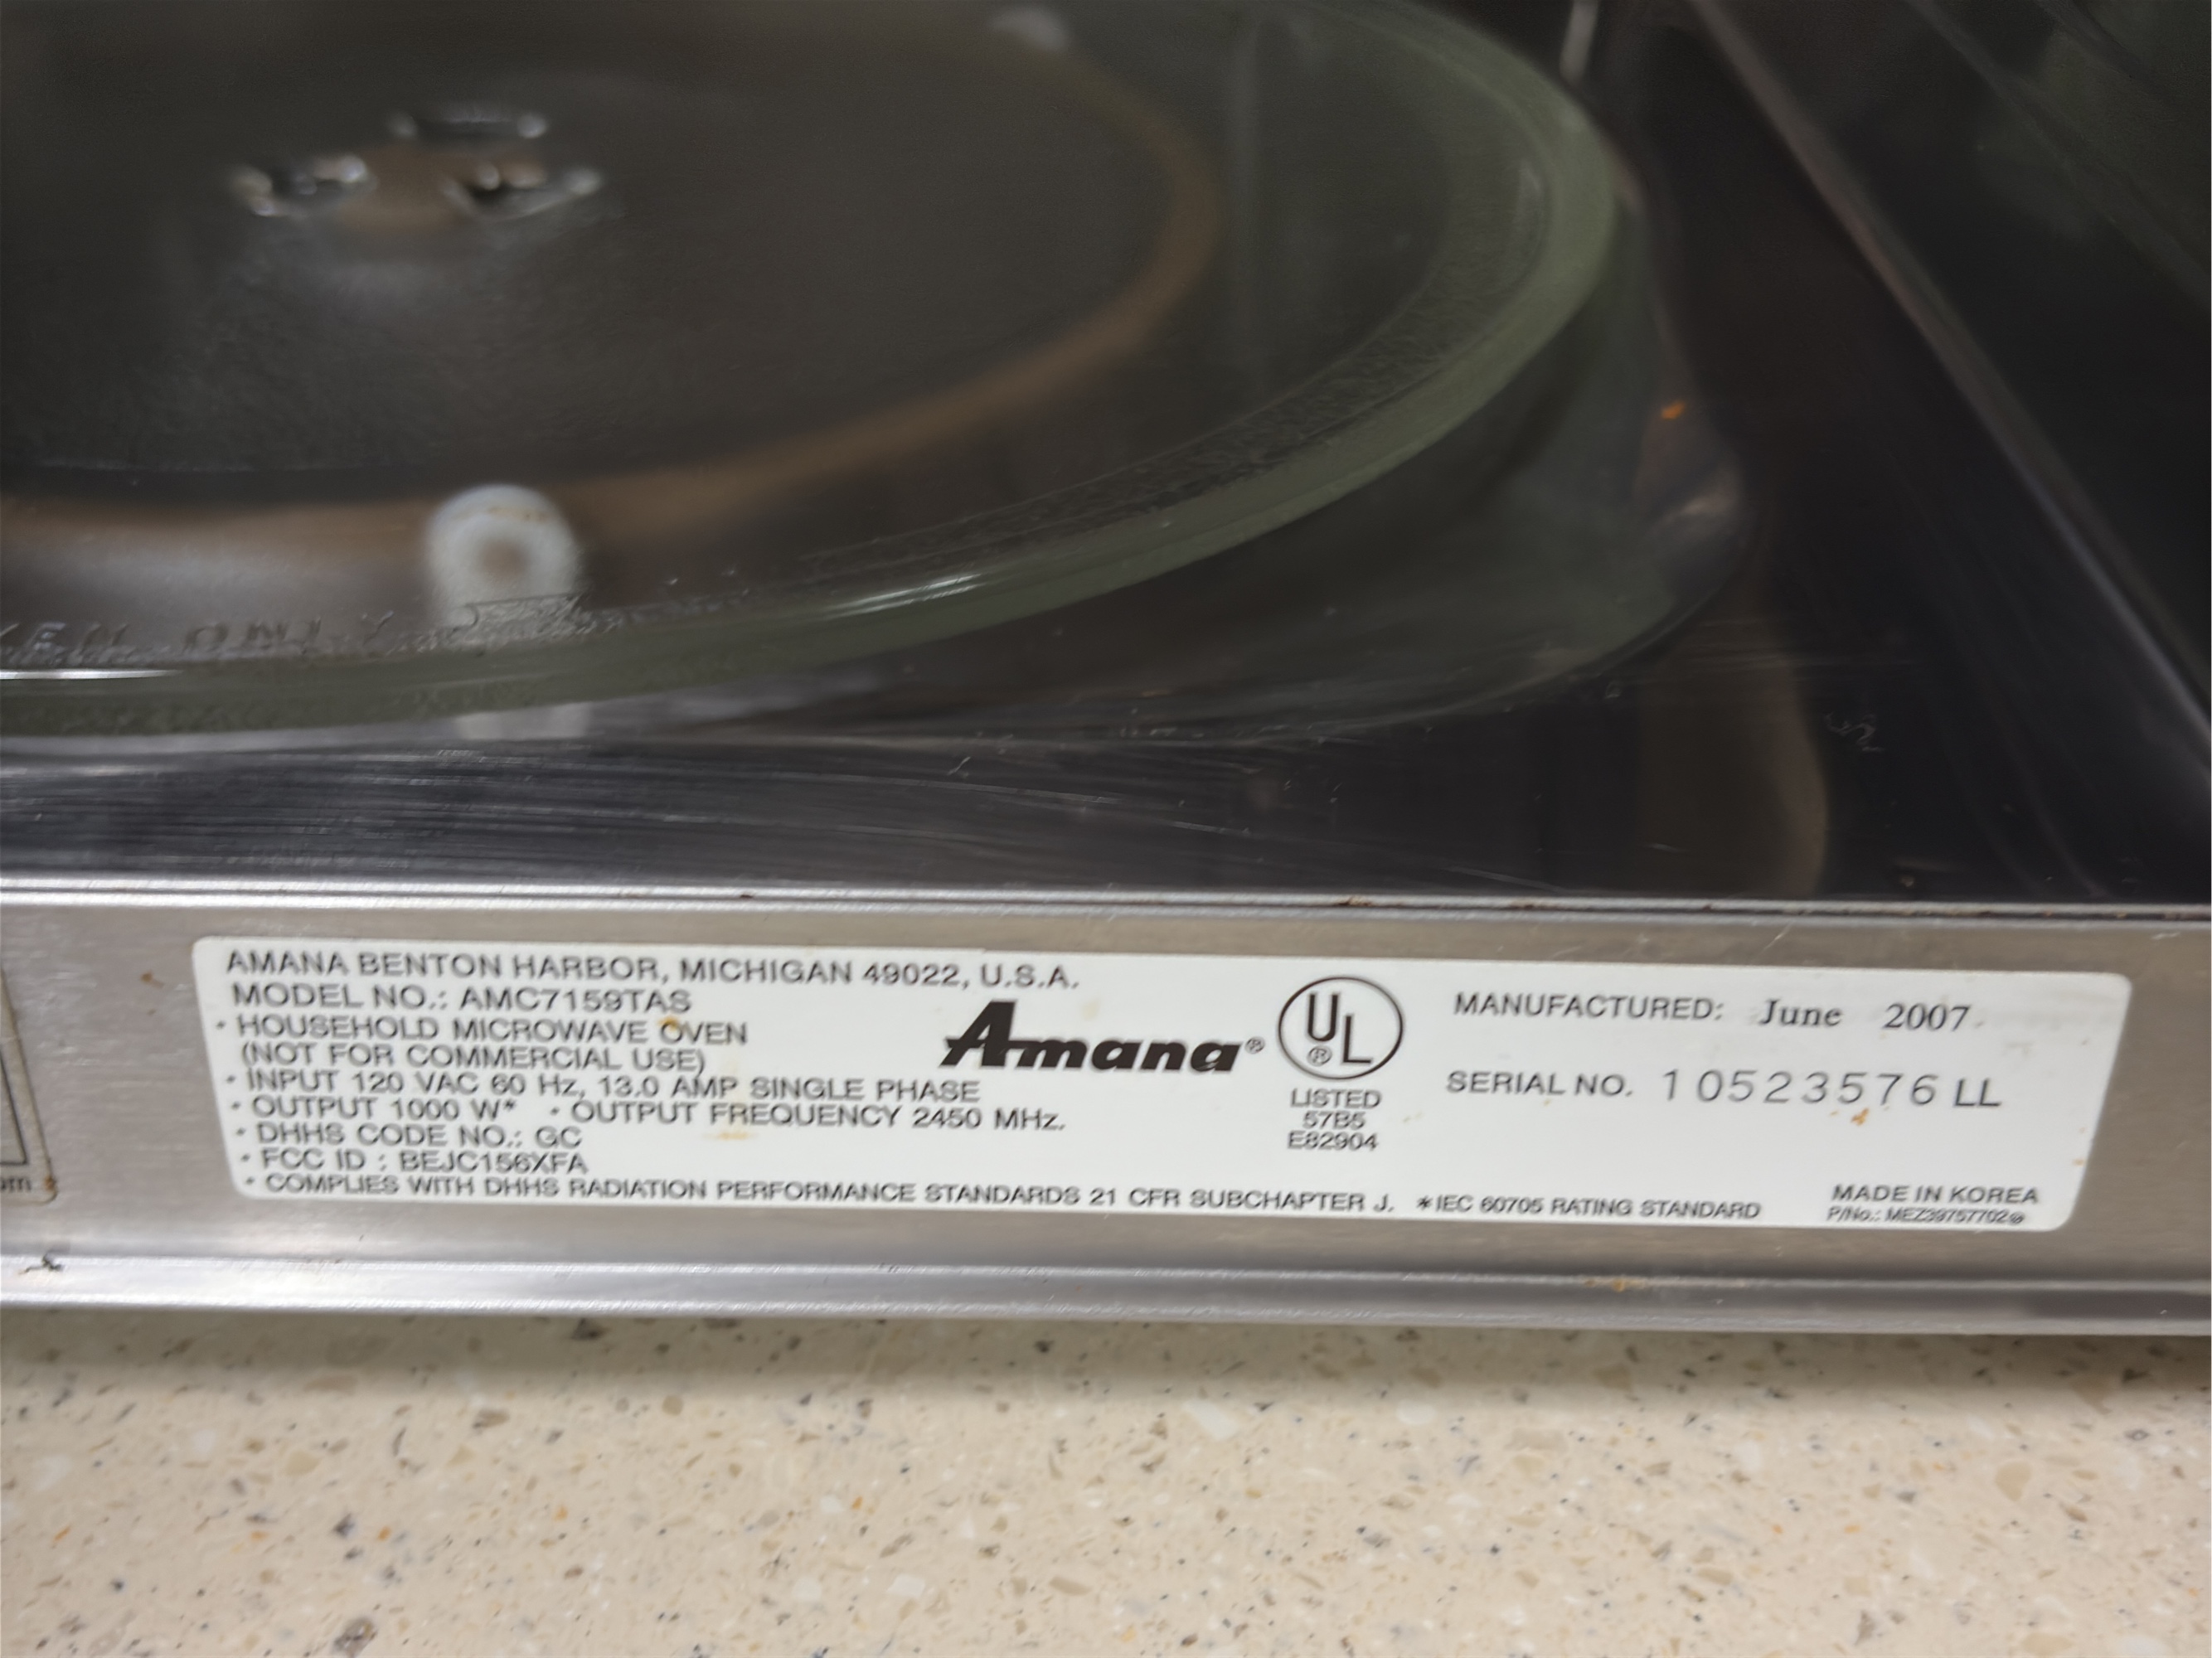 ONLY
AMANA BENTON HARBOR, MICHIGAN 49022, U.S.A.
MODEL NO.: AMC7159TAS
• HOUSEHOLD MICROWAVE OVEN
(NOT FOR COMMERCIAL USE)
• INPUT 120 VAC 60 Hz, 13.0 AMP SINGLE PHASE
• OUTPUT 1000 W* • OUTPUT FREQUENCY 2450 MHz.
• DHHS CODE NO.: GC
• FCC ID : BEJC156XFA
• COMPLIES WITH DHHS RADIATION PERFORMANCE STANDARDS 21 CFR SUBCHAPTER J. *IEC 60705 RATING STANDARD
Amana®
UL®
LISTED
57B5
E82904
MANUFACTURED: June 2007
SERIAL NO. 10523576 LL
MADE IN KOREA
P/No.: MEZ39757702